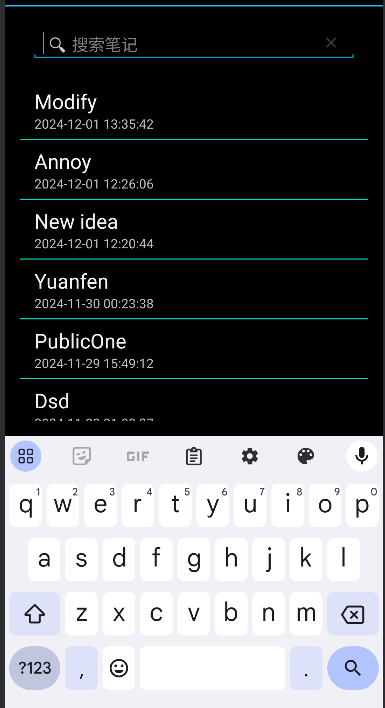 搜索笔记
Modify
2024-12-01 13:35:42
Annoy
2024-12-01 12:26:06
New idea
2024-12-01 12:20:44
Yuanfen
2024-11-30 00:23:38
PublicOne
2024-11-29 15:49:12
Dsd
GIF
q1 w2 e3 r4 t5 y6 u7 i8 o9 p0
a s d f g h j k l
z x c v b n m
?123 , .